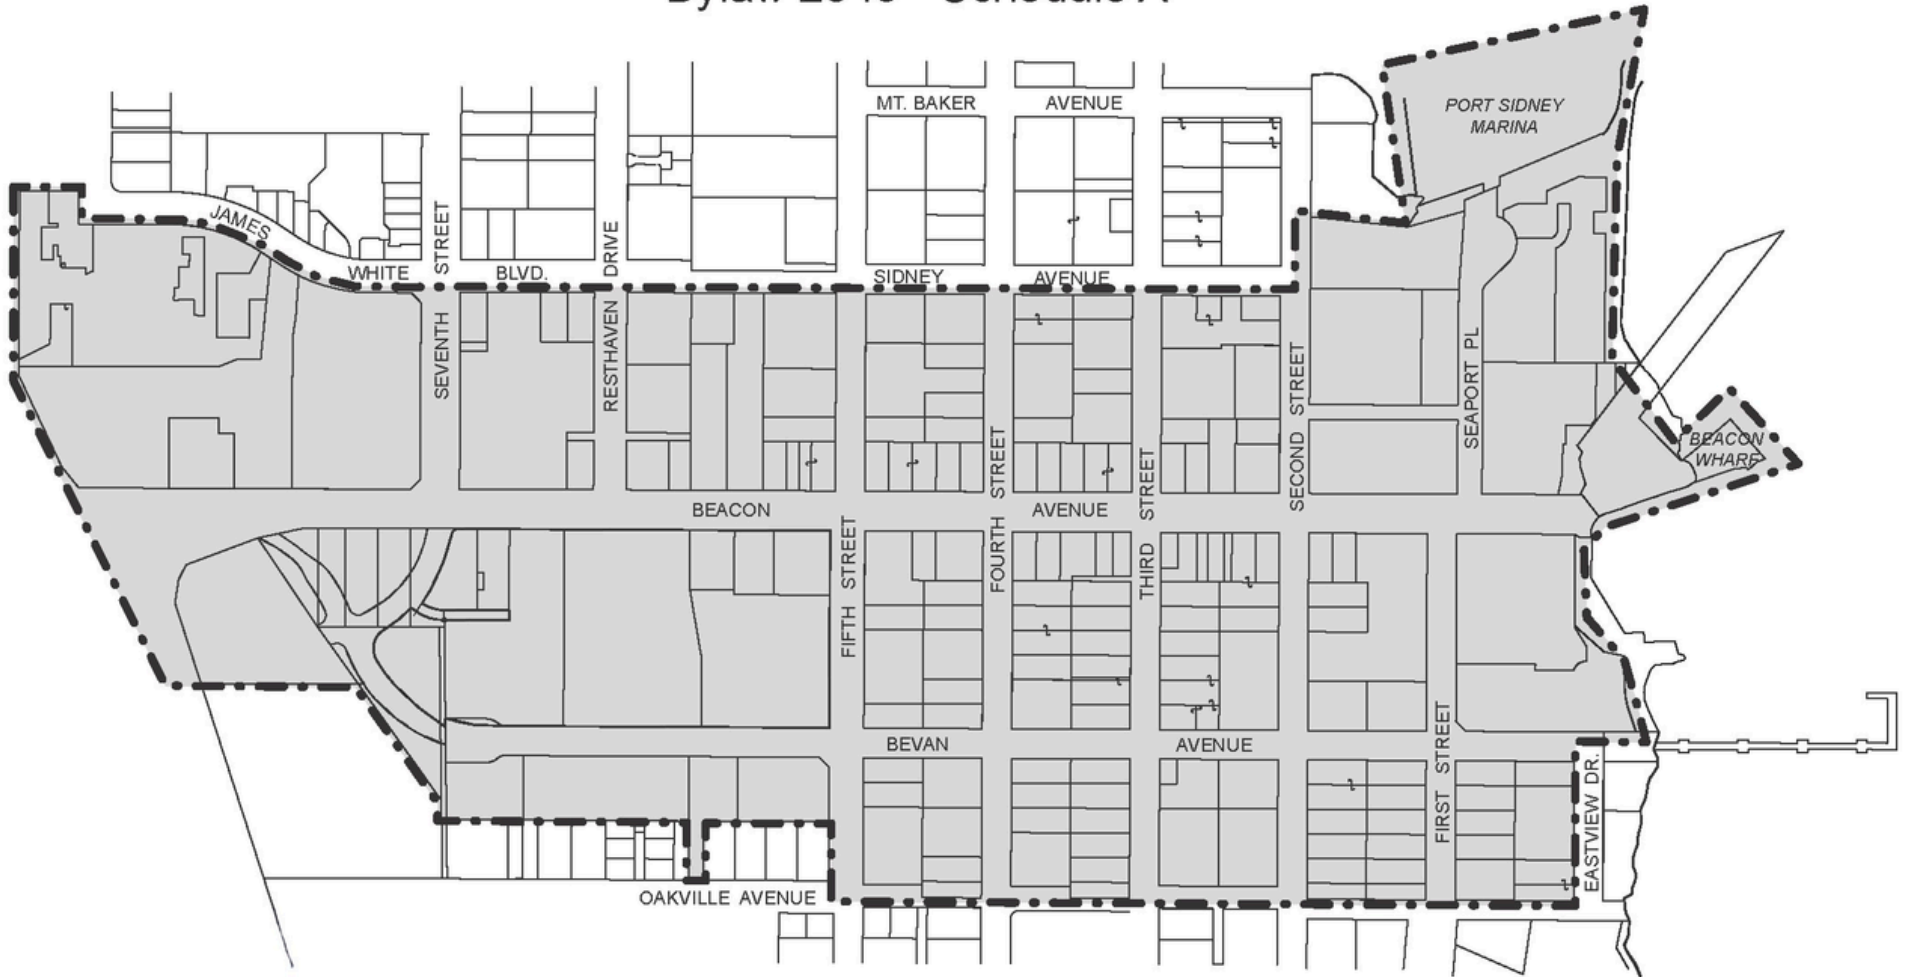 MT. BAKER AVENUE
PORT SIDNEY
MARINA
JAMES
WHITE BLVD.
SEVENTH STREET
RESTHAVEN DRIVE
SIDNEY AVENUE
SECOND STREET
SEAPORT PL
BEACON
WHARF
FOURTH STREET
THIRD STREET
BEACON AVENUE
FIFTH STREET
BEVAN AVENUE
FIRST STREET
EASTVIEW DR.
OAKVILLE AVENUE